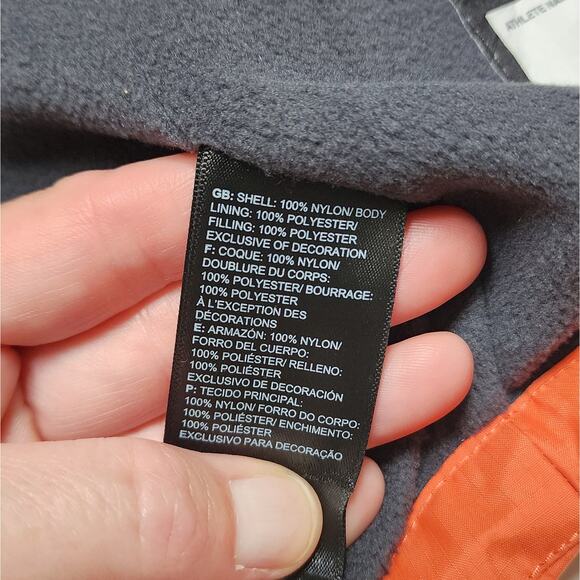 ATHLETE
GB: SHELL: 100% NYLON/ BODY
LINING: 100% POLYESTER/
FILLING: 100% POLYESTER
EXCLUSIVE OF DECORATION
F: COQUE: 100% NYLON/
DOUBLURE DU CORPS:
100% POLYESTER/ BOURRAGE:
100% POLYESTER
À L'EXCEPTION DES
DÉCORATIONS
E: ARMAZÓN: 100% NYLON/
FORRO DEL CUERPO:
100% POLIÉSTER/ RELLENO:
100% POLIÉSTER
EXCLUSIVO DE DECORACIÓN
P: TECIDO PRINCIPAL:
100% NYLON/ FORRO DO CORPO:
100% POLIÉSTER/ ENCHIMENTO:
100% POLIÉSTER
EXCLUSIVO PARA DECORAÇÃO